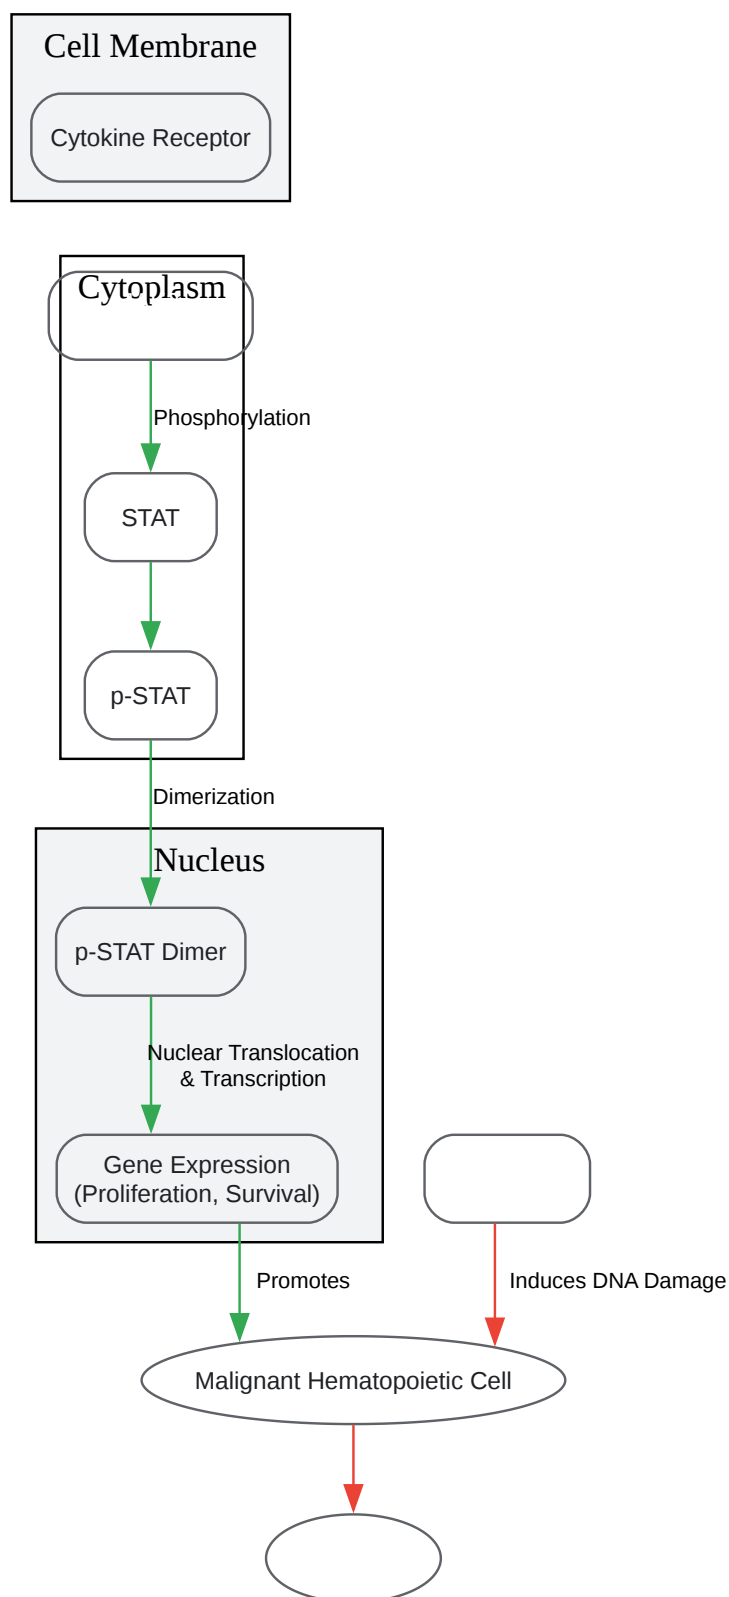 Cell Membrane
Cytokine Receptor
Cytoplasm
Phosphorylation
STAT
p-STAT
Dimerization
Nucleus
p-STAT Dimer
Nuclear Translocation
& Transcription
Gene Expression
(Proliferation, Survival)
Promotes
Induces DNA Damage
Malignant Hematopoietic Cell